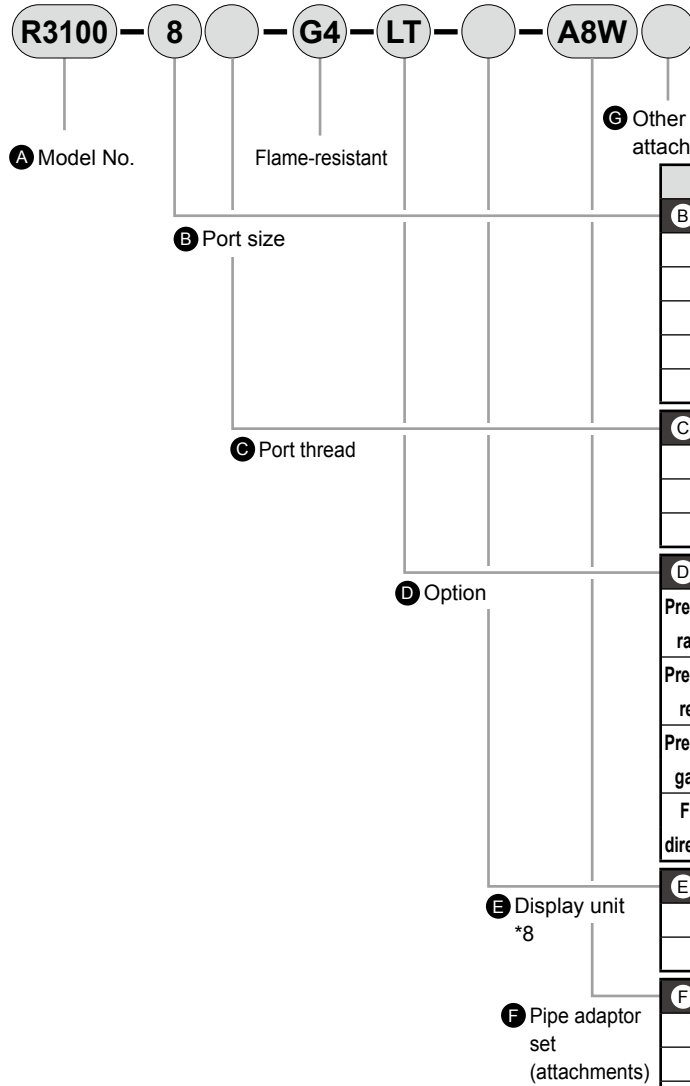 R3100 - 8 - G4 - LT - - A8W
G Other
attach
A Model No.
Flame-resistant
B
B Port size
C
C Port thread
D
D Option
Pre
ra
Pre
re
Pre
ga
F
dire
E
E Display unit
*8
F
F Pipe adaptor
set
(attachments)